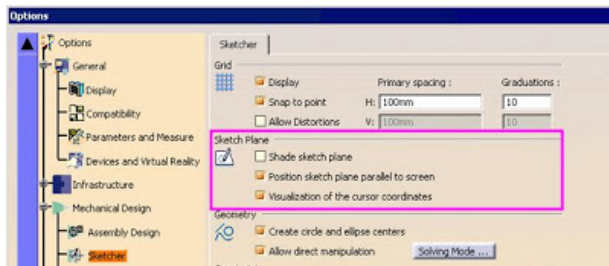 Options
Options
General
Display
Compatibility
Parameters and Measure
Devices and Virtual Reality
Infrastructure
Mechanical Design
Assembly Design
Sketcher
Sketcher
Grid
Display Primary spacing : Graduations :
Snap to point H: 100mm 10
Allow Distortions V: 100mm 10
Sketch Plane
Shade sketch plane
Position sketch plane parallel to screen
Visualization of the cursor coordinates
Geometry
Create circle and ellipse centers
Allow direct manipulation Solving Mode ...